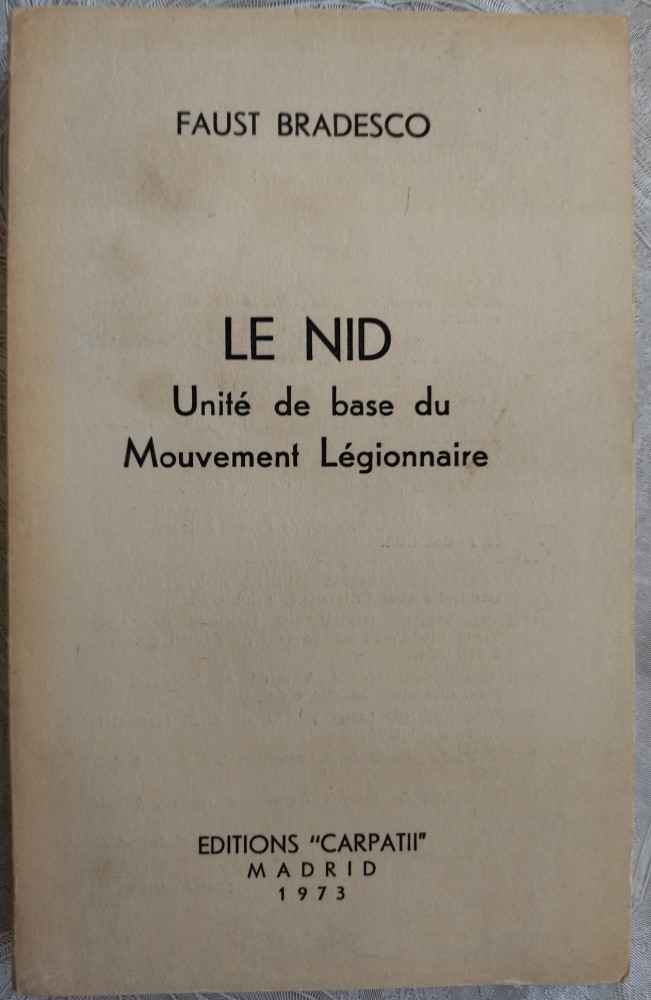 FAUST BRADESCO
LE NID
Unité de base du
Mouvement Légionnaire
EDITIONS "CARPATII"
MADRID
1973